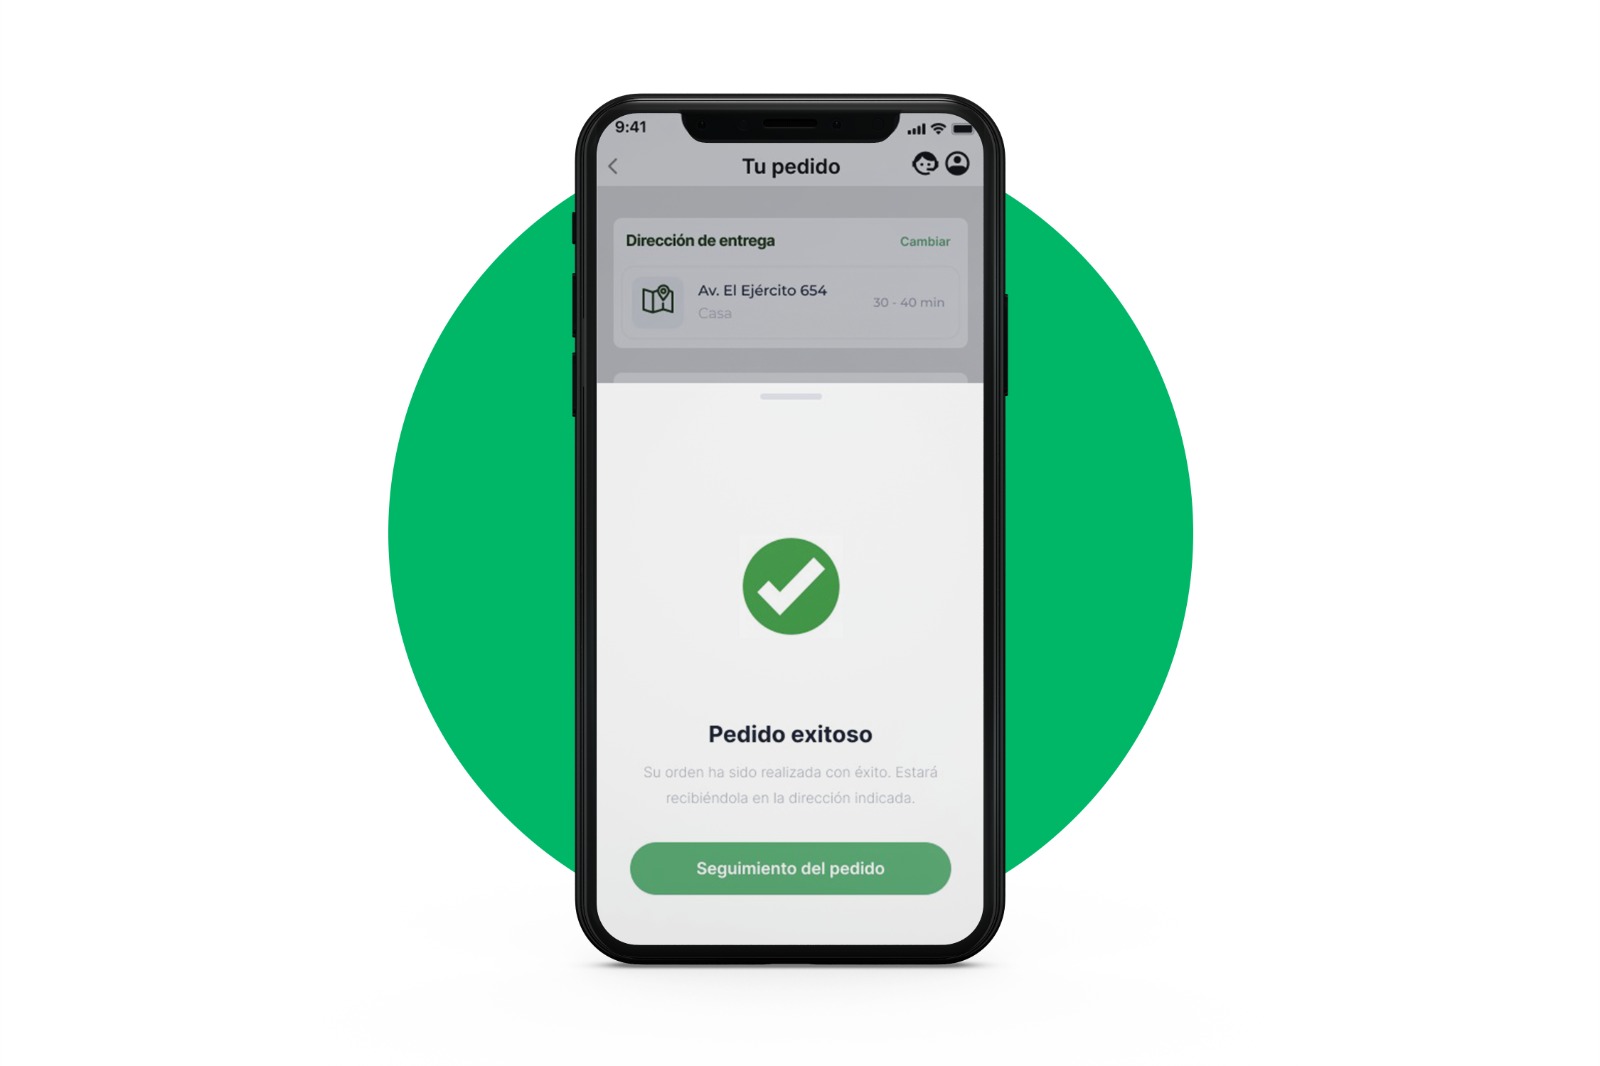 9:41
Tu pedido
Dirección de entrega
Cambiar
Av. El Ejército 654
30 - 40 min
Casa
Pedido exitoso
Su orden ha sido realizada con éxito. Estará
recibiéndola en la dirección indicada.
Seguimiento del pedido